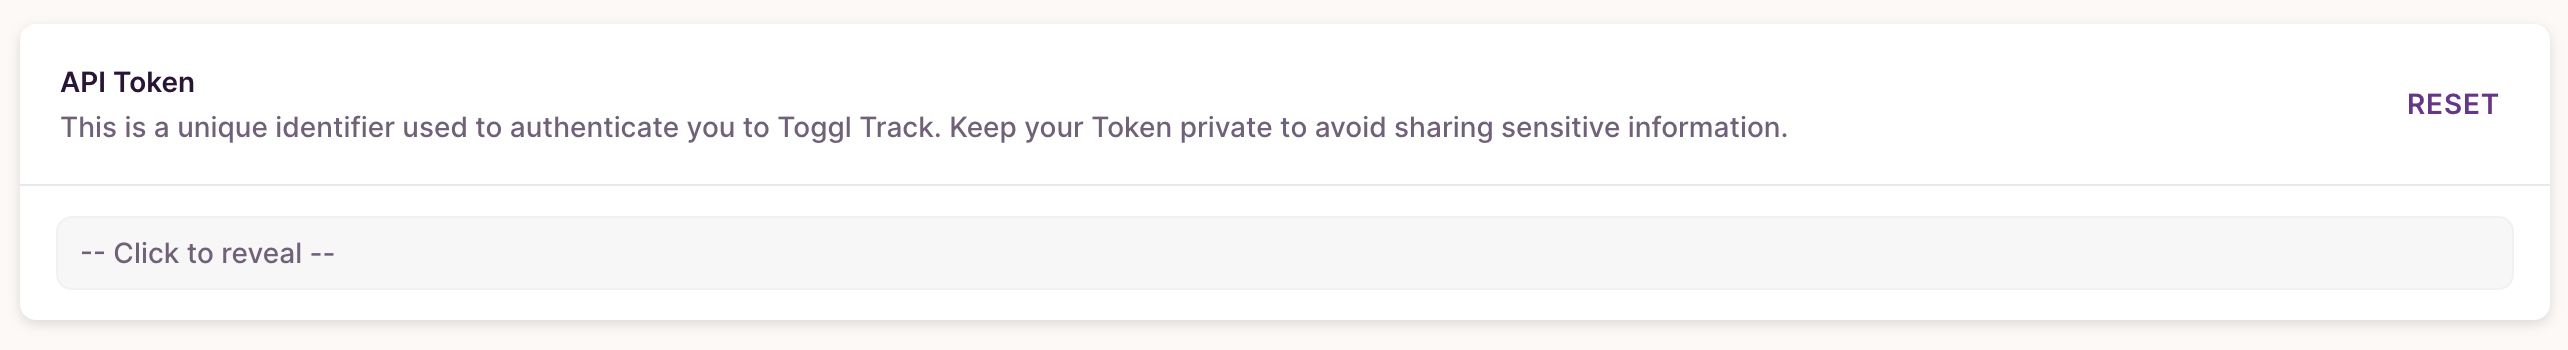 API Token
This is a unique identifier used to authenticate you to Toggl Track. Keep your Token private to avoid sharing sensitive information.
RESET
-- Click to reveal --